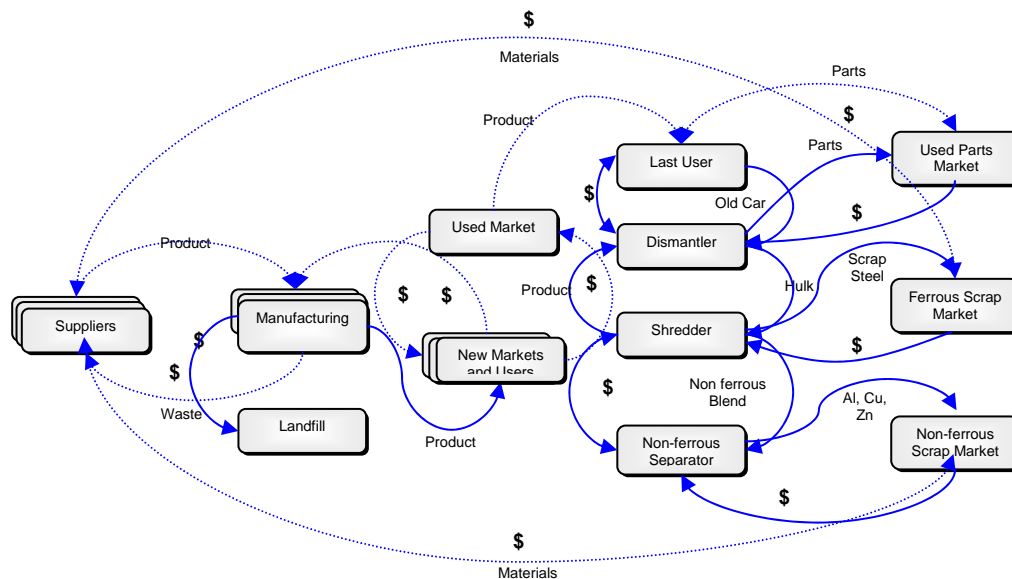 $
Materials
Parts
$
Product
Parts
Last User
Used Parts
Market
$
Old Car
$
Used Market
Product
Dismantler
Scrap
Steel
$
$
Product
$
Hulk
Ferrous Scrap
Market
Suppliers
Manufacturing
Shredder
$
$
New Markets
and Users
$
$
Non ferrous
Blend
Al, Cu,
Zn
Waste
Landfill
Product
Non-ferrous
Separator
Non-ferrous
Scrap Market
$
$
Materials